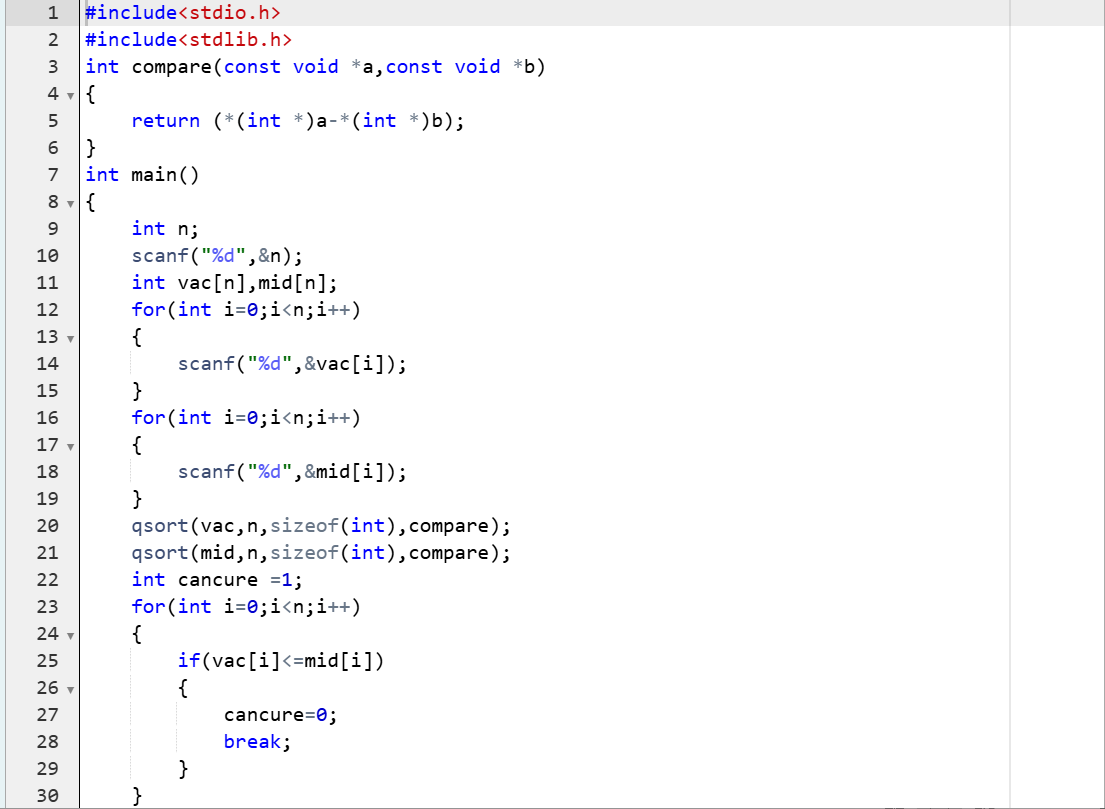 1 #include<stdio.h>
2 #include<stdlib.h>
3 int compare(const void *a,const void *b)
4 {
5 return (*(int *)a-*(int *)b);
6 }
7 int main()
8 {
9 int n;
10 scanf("%d",&n);
11 int vac[n],mid[n];
12 for(int i=0;i<n;i++)
13 {
14 scanf("%d",&vac[i]);
15 }
16 for(int i=0;i<n;i++)
17 {
18 scanf("%d",&mid[i]);
19 }
20 qsort(vac,n,sizeof(int),compare);
21 qsort(mid,n,sizeof(int),compare);
22 int cancure =1;
23 for(int i=0;i<n;i++)
24 {
25 if(vac[i]<=mid[i])
26 {
27 cancure=0;
28 break;
29 }
30 }